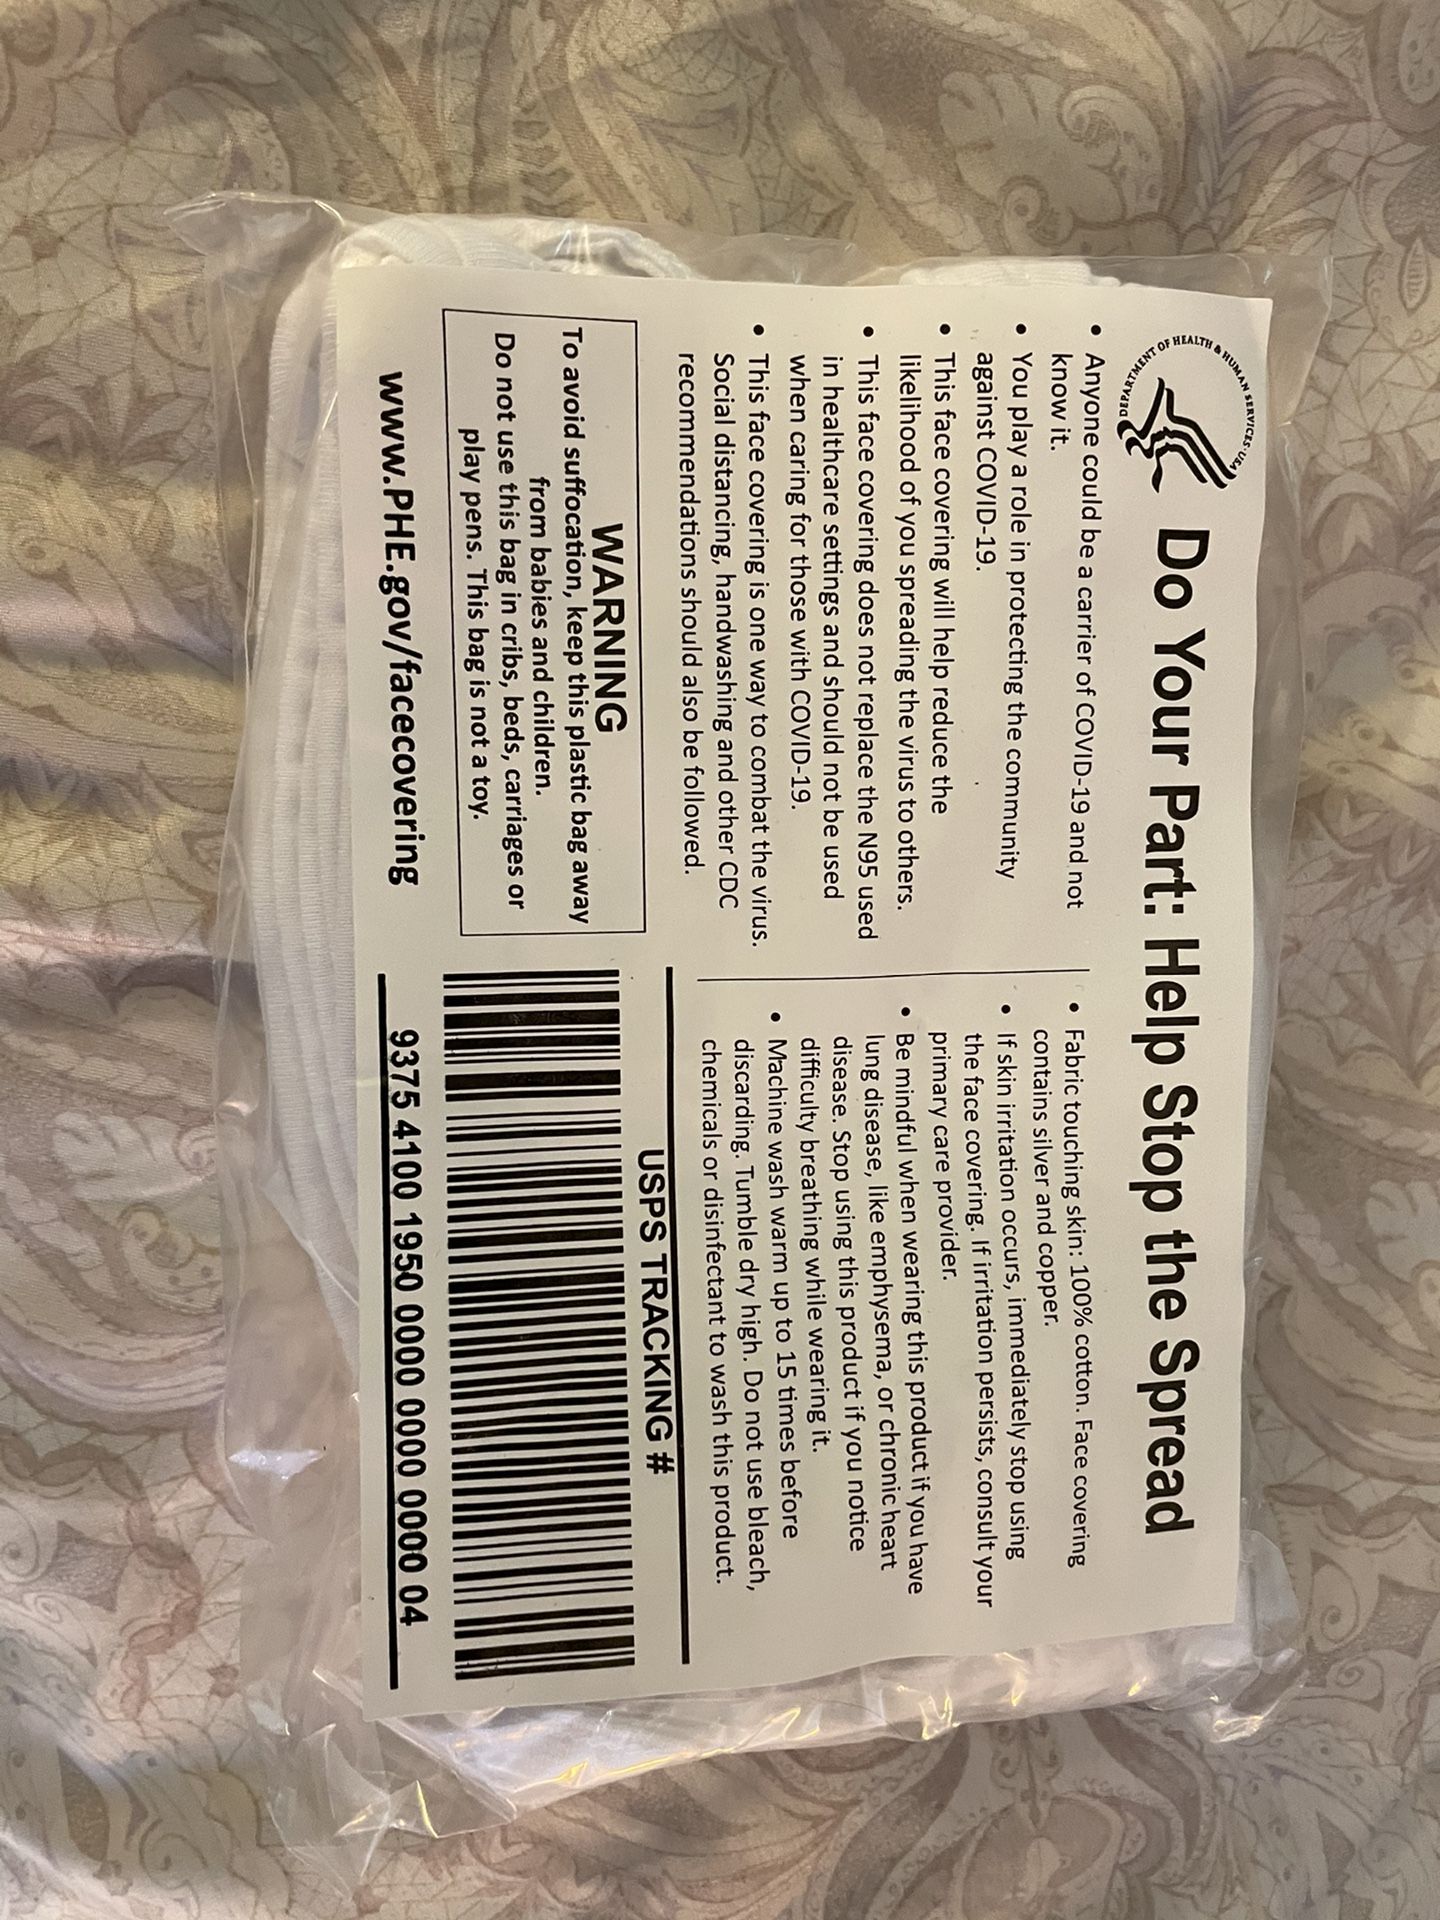 DEPARTMENT OF HEALTH & HUMAN SERVICES · USA
Do Your Part: Help Stop the Spread
• Anyone could be a carrier of COVID-19 and not
know it.
• You play a role in protecting the community
against COVID-19.
• This face covering will help reduce the
likelihood of you spreading the virus to others.
• This face covering does not replace the N95 used
in healthcare settings and should not be used
when caring for those with COVID-19.
• This face covering is one way to combat the virus.
Social distancing, handwashing and other CDC
recommendations should also be followed.
• Fabric touching skin: 100% cotton. Face covering
contains silver and copper.
• If skin irritation occurs, immediately stop using
the face covering. If irritation persists, consult your
primary care provider.
• Be mindful when wearing this product if you have
lung disease, like emphysema, or chronic heart
disease. Stop using this product if you notice
difficulty breathing while wearing it.
• Machine wash warm up to 15 times before
discarding. Tumble dry high. Do not use bleach,
chemicals or disinfectant to wash this product.
WARNING
To avoid suffocation, keep this plastic bag away
from babies and children.
Do not use this bag in cribs, beds, carriages or
play pens. This bag is not a toy.
www.PHE.gov/facecovering
USPS TRACKING #
9375 4100 1950 0000 0000 0000 04